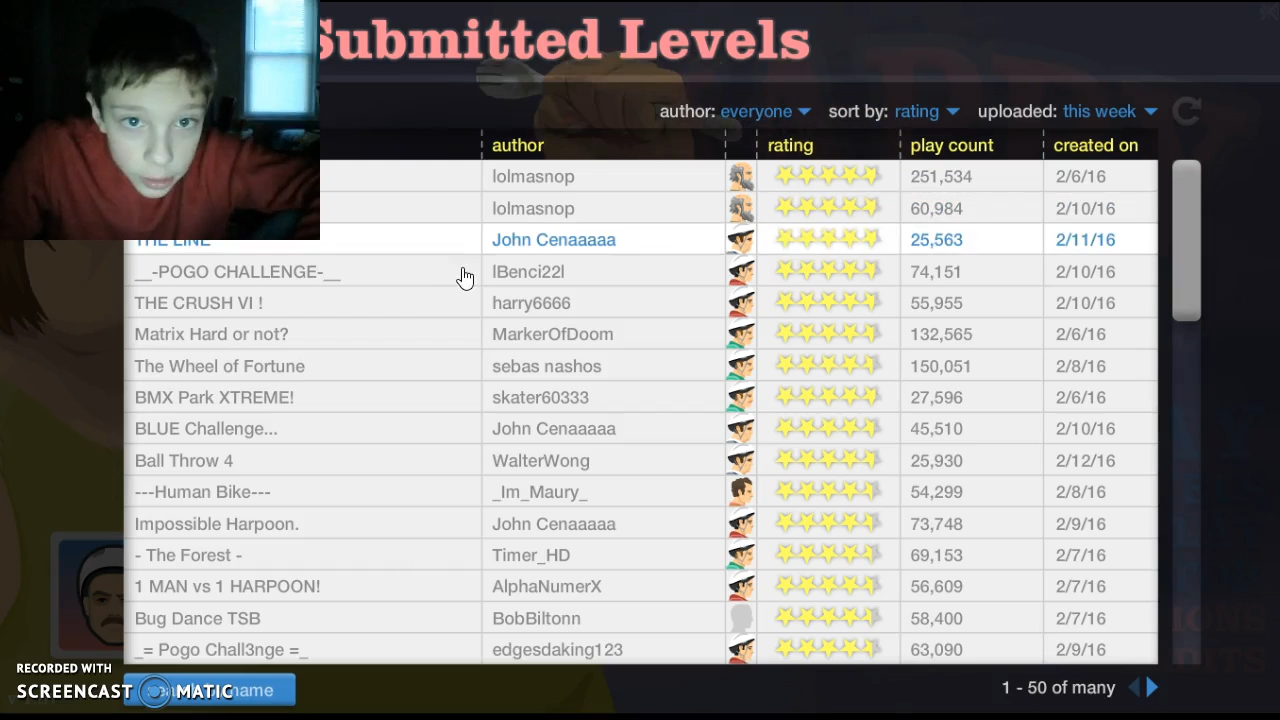 Submitted Levels
author: everyone sort by: rating uploaded: this week
author rating play count created on
lolmasnop 251,534 2/6/16
lolmasnop 60,984 2/10/16
THE LINE John Cenaaaaa 25,563 2/11/16
__-POGO CHALLENGE-__ lBenci22l 74,151 2/10/16
THE CRUSH VI ! harry6666 55,955 2/10/16
Matrix Hard or not? MarkerOfDoom 132,565 2/6/16
The Wheel of Fortune sebas nashos 150,051 2/8/16
BMX Park XTREME! skater60333 27,596 2/6/16
BLUE Challenge... John Cenaaaaa 45,510 2/10/16
Ball Throw 4 WalterWong 25,930 2/12/16
---Human Bike--- _Im_Maury_ 54,299 2/8/16
Impossible Harpoon. John Cenaaaaa 73,748 2/9/16
- The Forest - Timer_HD 69,153 2/7/16
1 MAN vs 1 HARPOON! AlphaNumerX 56,609 2/7/16
Bug Dance TSB BobBiltonn 58,400 2/7/16
_= Pogo Chall3nge =_ edgesdaking123 63,090 2/9/16
RECORDED WITH
SCREENCAST MATIC name
1 - 50 of many